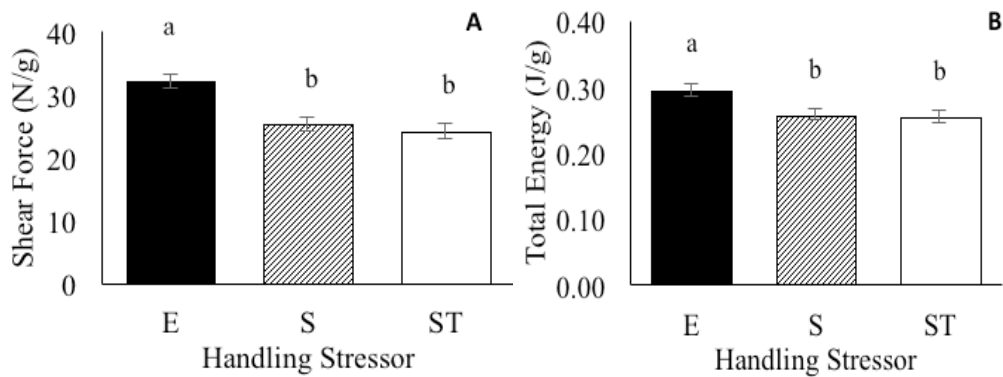 A
Shear Force (N/g)
40
30
20
10
0
a
b
b
E S ST
Handling Stressor
B
Total Energy (J/g)
0.40
0.30
0.20
0.10
0.00
a
b
b
E S ST
Handling Stressor